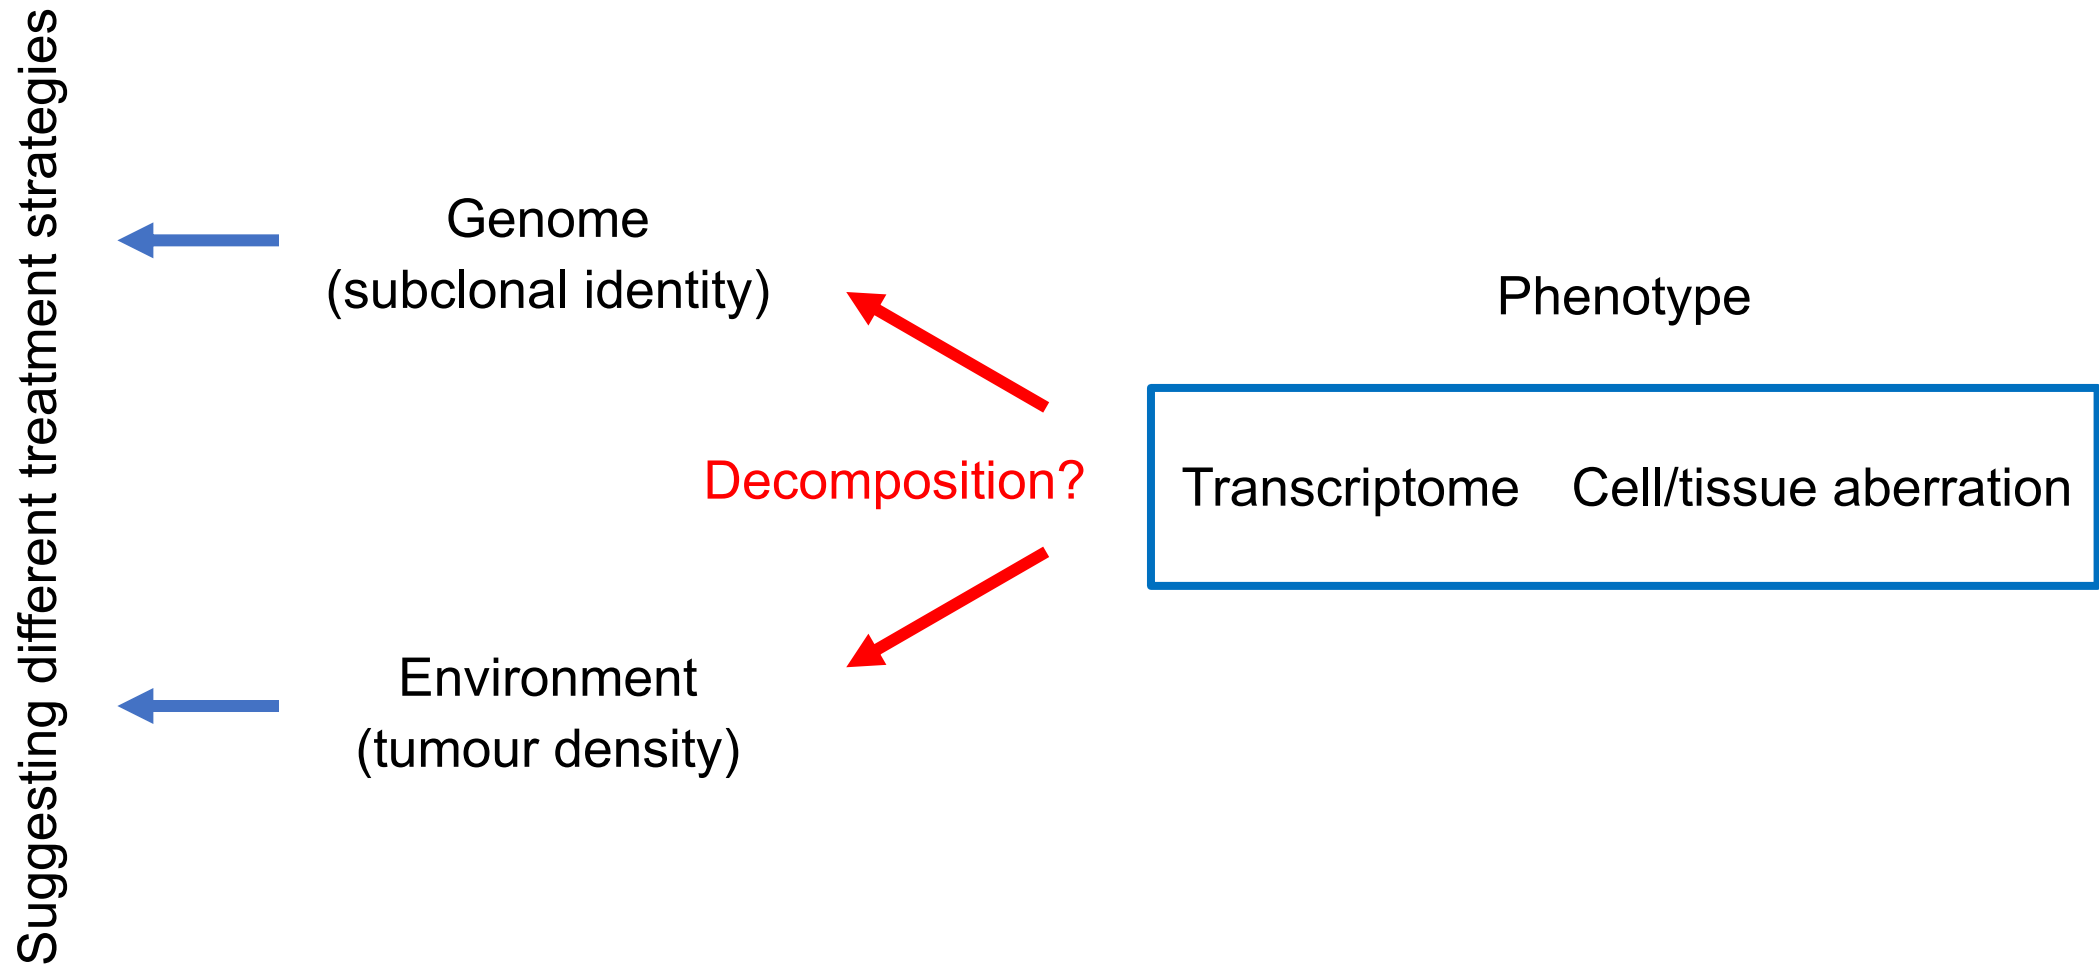 Suggesting different treatment strategies
Genome
(subclonal identity)
Phenotype
Decomposition?
Transcriptome Cell/tissue aberration
Environment
(tumour density)